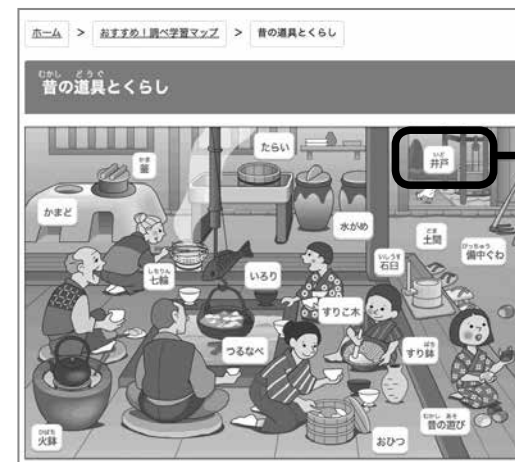 ホーム > おすすめ！調べ学習マップ > 昔の道具とくらし
むかし どうぐ
昔の道具とくらし
かま
釜
たらい
いど
井戸
かまど
水がめ
どま
土間
びっちゅう
備中ぐわ
しちりん
七輪
いろり
いしうす
石臼
すりこ木
つるなべ
ばち
すり鉢
ひばち
火鉢
おひつ
むかし あそ
昔の遊び